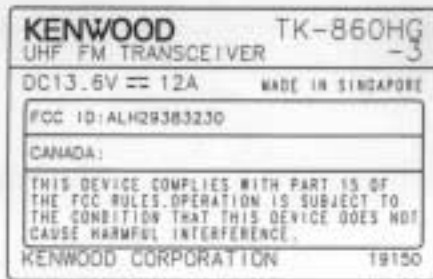 KENWOOD TK-860HG
UHF FM TRANSCEIVER -3
DC13.6V ⎓ 12A MADE IN SINGAPORE
FCC ID:ALH29383230
CANADA:
THIS DEVICE COMPLIES WITH PART 15 OF
THE FCC RULES.OPERATION IS SUBJECT TO
THE CONDITION THAT THIS DEVICE DOES NOT
CAUSE HARMFUL INTERFERENCE.
KENWOOD CORPORATION 19150